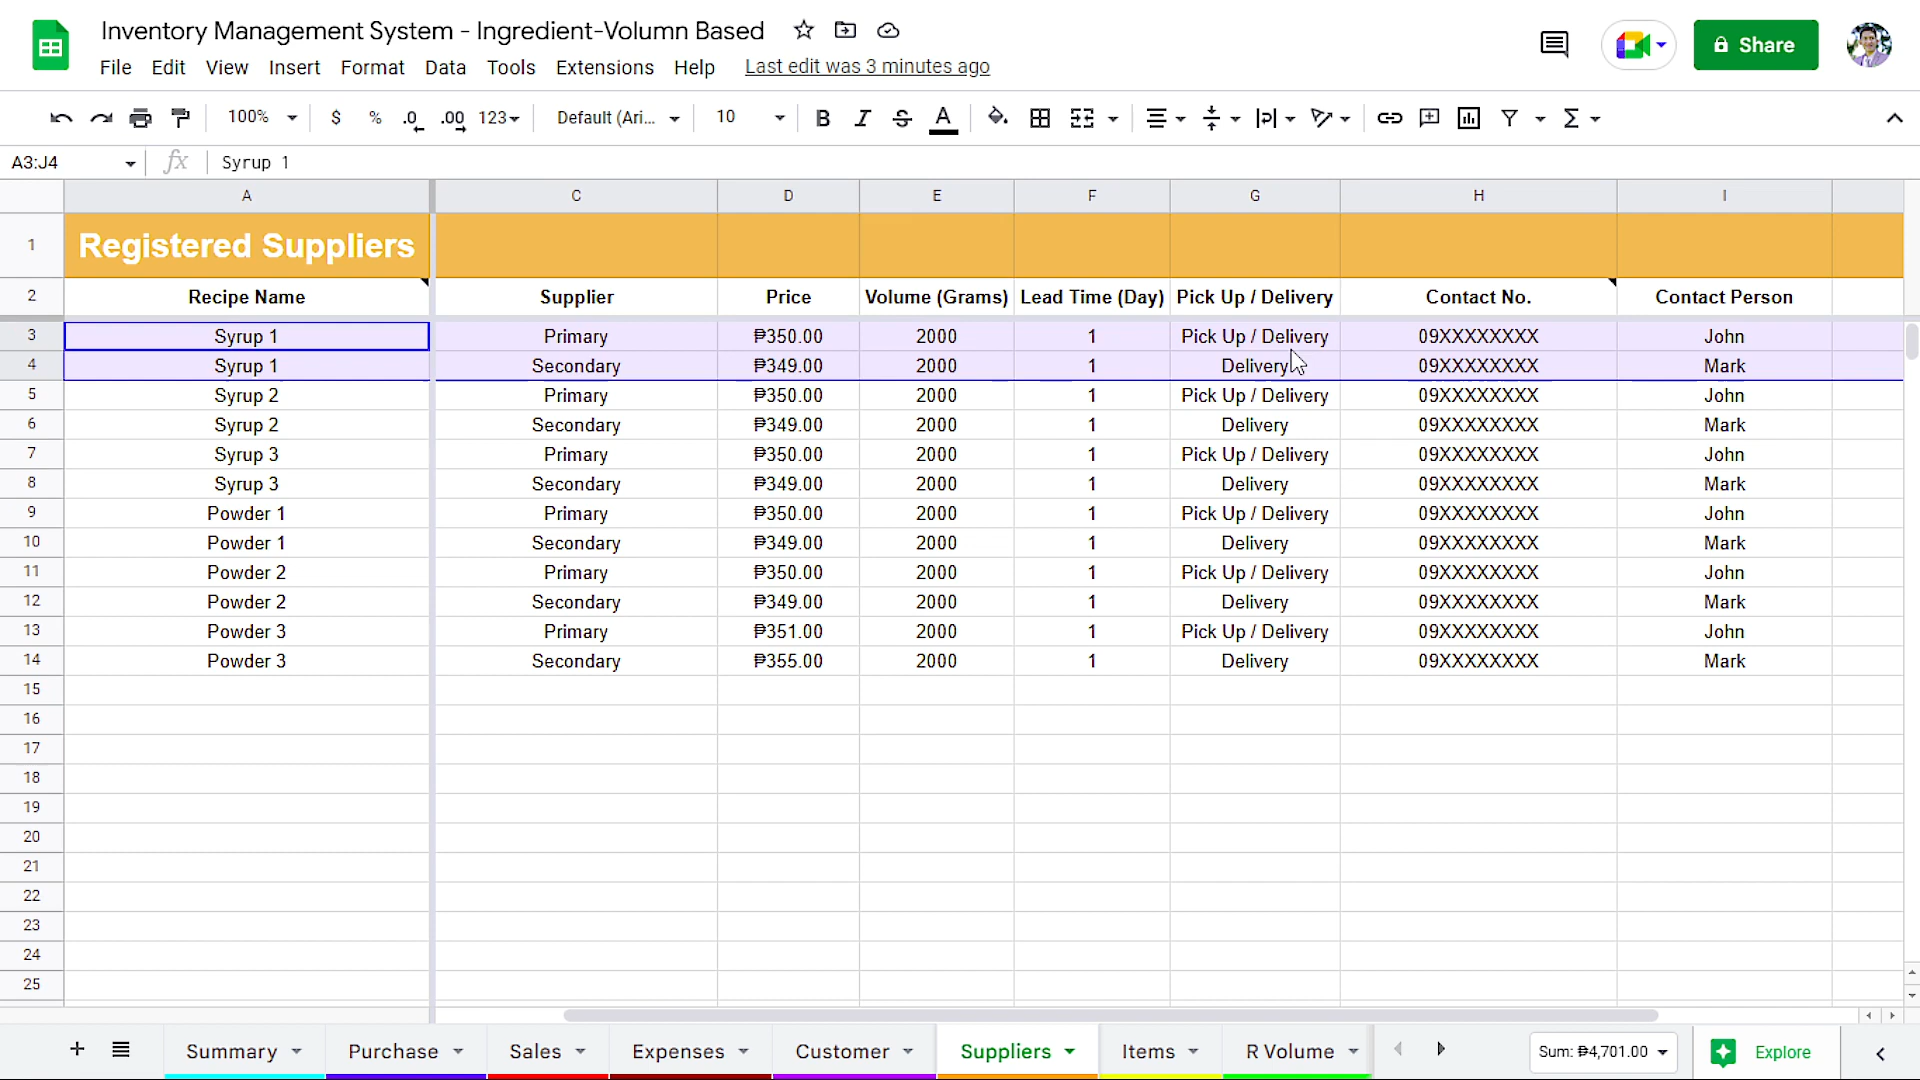 Inventory Management System - Ingredient-Volumn Based
File Edit View Insert Format Data Tools Extensions Help Last edit was 3 minutes ago
Share
100% $ % .0 .00 123 Default (Ari... 10 B I S A
A3:J4 fx Syrup 1
A C D E F G H I
1 Registered Suppliers
2 Recipe Name Supplier Price Volume (Grams) Lead Time (Day) Pick Up / Delivery Contact No. Contact Person
3 Syrup 1 Primary ₱350.00 2000 1 Pick Up / Delivery 09XXXXXXXX John
4 Syrup 1 Secondary ₱349.00 2000 1 Delivery 09XXXXXXXX Mark
5 Syrup 2 Primary ₱350.00 2000 1 Pick Up / Delivery 09XXXXXXXX John
6 Syrup 2 Secondary ₱349.00 2000 1 Delivery 09XXXXXXXX Mark
7 Syrup 3 Primary ₱350.00 2000 1 Pick Up / Delivery 09XXXXXXXX John
8 Syrup 3 Secondary ₱349.00 2000 1 Delivery 09XXXXXXXX Mark
9 Powder 1 Primary ₱350.00 2000 1 Pick Up / Delivery 09XXXXXXXX John
10 Powder 1 Secondary ₱349.00 2000 1 Delivery 09XXXXXXXX Mark
11 Powder 2 Primary ₱350.00 2000 1 Pick Up / Delivery 09XXXXXXXX John
12 Powder 2 Secondary ₱349.00 2000 1 Delivery 09XXXXXXXX Mark
13 Powder 3 Primary ₱351.00 2000 1 Pick Up / Delivery 09XXXXXXXX John
14 Powder 3 Secondary ₱355.00 2000 1 Delivery 09XXXXXXXX Mark
15
16
17
18
19
20
21
22
23
24
25
Summary Purchase Sales Expenses Customer Suppliers Items R Volume Sum: ₱4,701.00 Explore